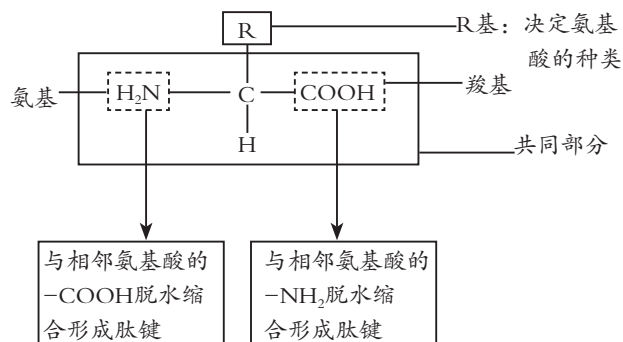 R
R基：决定氨基
酸的种类
氨基
H₂N
C
COOH
羧基
H
共同部分
与相邻氨基酸的
-COOH脱水缩
合形成肽键
与相邻氨基酸的
-NH₂脱水缩
合形成肽键